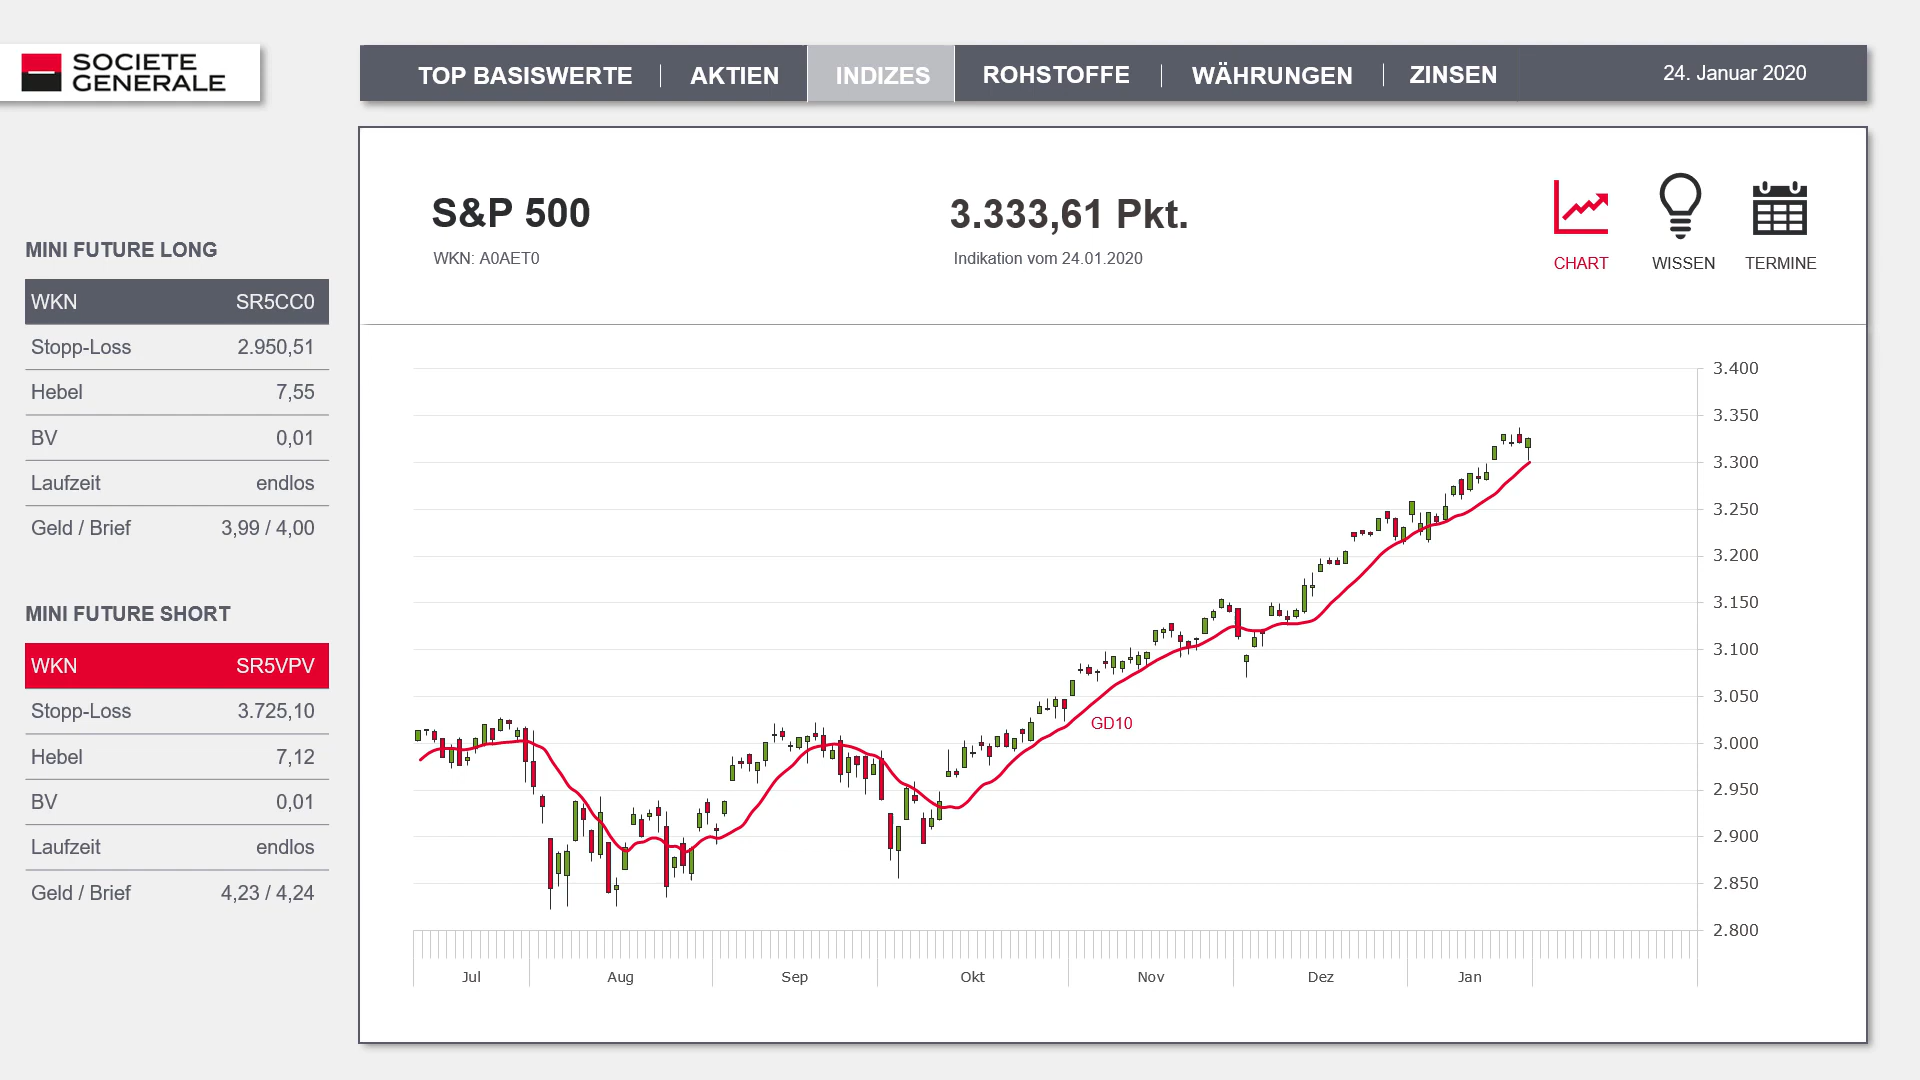 SOCIETE
GENERALE
TOP BASISWERTE
AKTIEN
INDIZES
ROHSTOFFE
WÄHRUNGEN
ZINSEN
24. Januar 2020
S&P 500
WKN: A0AET0
3.333,61 Pkt.
Indikation vom 24.01.2020
CHART
WISSEN
TERMINE
MINI FUTURE LONG
WKN SR5CC0
Stopp-Loss 2.950,51
Hebel 7,55
BV 0,01
Laufzeit endlos
Geld / Brief 3,99 / 4,00
MINI FUTURE SHORT
WKN SR5VPV
Stopp-Loss 3.725,10
Hebel 7,12
BV 0,01
Laufzeit endlos
Geld / Brief 4,23 / 4,24
3.400
3.350
3.300
3.250
3.200
3.150
3.100
3.050
3.000
2.950
2.900
2.850
2.800
GD10
Jul Aug Sep Okt Nov Dez Jan